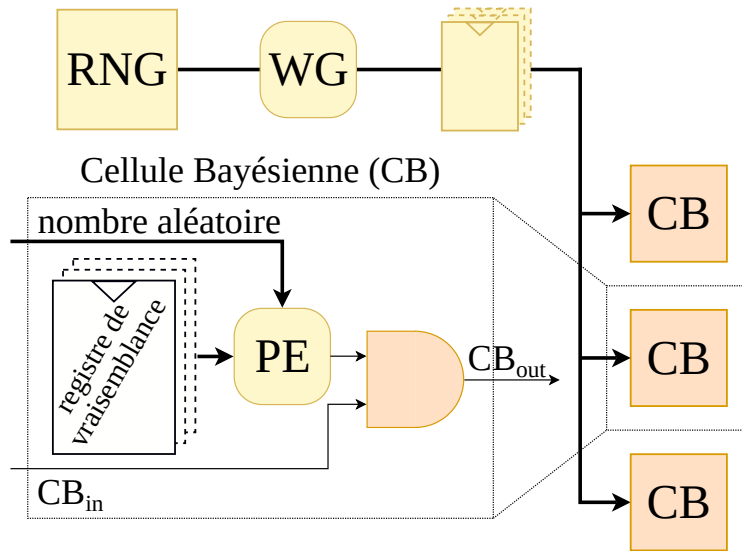 RNG
WG
Cellule Bayésienne (CB)
CB
nombre aléatoire
registre de
vraisemblance
PE
CB
CBout
CBin
CB